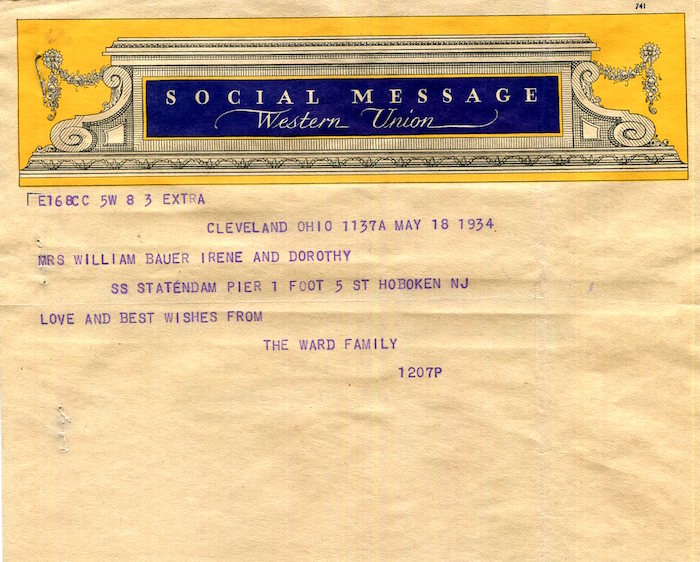 741
SOCIAL MESSAGE
Western Union
E168CC 5W 8 3 EXTRA
CLEVELAND OHIO 1137A MAY 18 1934
MRS WILLIAM BAUER IRENE AND DOROTHY
SS STATENDAM PIER 1 FOOT 5 ST HOBOKEN NJ
LOVE AND BEST WISHES FROM
THE WARD FAMILY
1207P